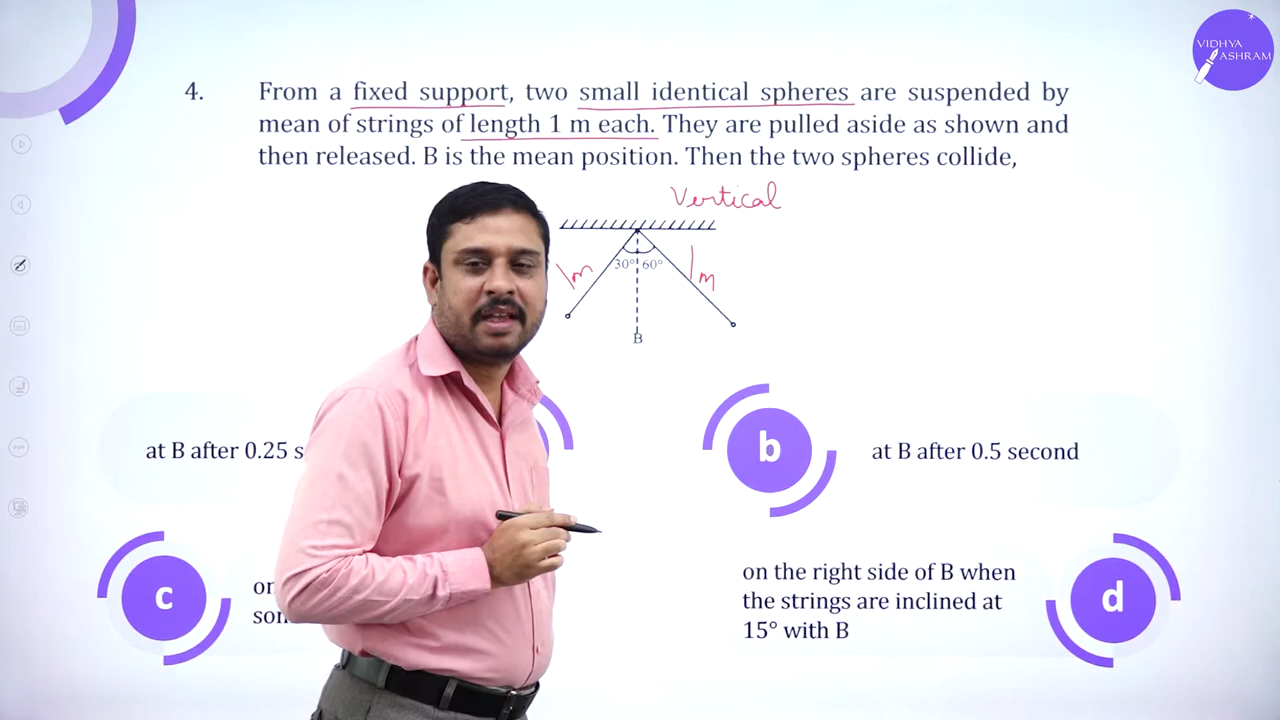 VIDHYA
ASHRAM
4. From a fixed support, two small identical spheres are suspended by
mean of strings of length 1 m each. They are pulled aside as shown and
then released. B is the mean position. Then the two spheres collide,
Vertical
1m
30° 60°
1m
B
at B after 0.25 s
b
at B after 0.5 second
c
on the right side of B when
the strings are inclined at
15° with B
d